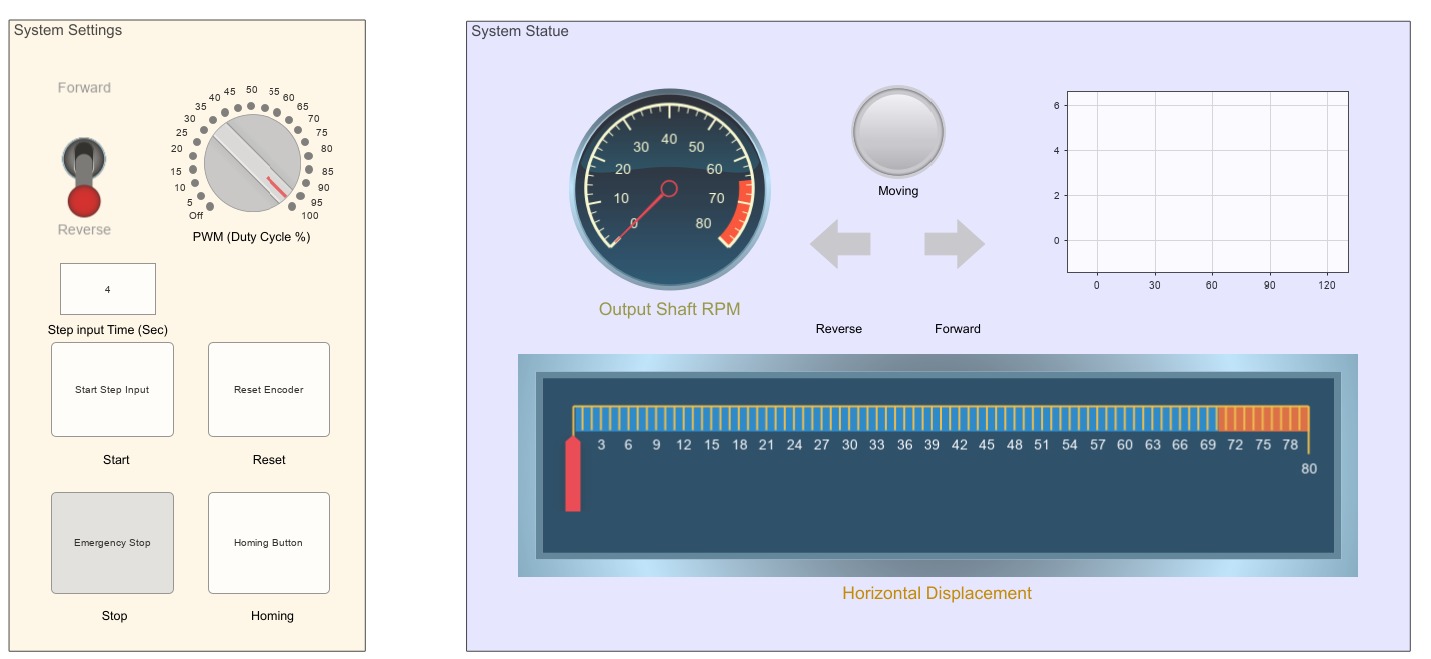 System Settings
Forward
Reverse
Off
5
10
15
20
25
30
35
40
45
50
55
60
65
70
75
80
85
90
95
100
PWM (Duty Cycle %)
4
Step input Time (Sec)
Start Step Input
Reset Encoder
Start
Reset
Emergency Stop
Homing Button
Stop
Homing
System Statue
0
10
20
30
40
50
60
70
80
Output Shaft RPM
Moving
Reverse
Forward
6
4
2
0
0 30 60 90 120
3 6 9 12 15 18 21 24 27 30 33 36 39 42 45 48 51 54 57 60 63 66 69 72 75 78
80
Horizontal Displacement